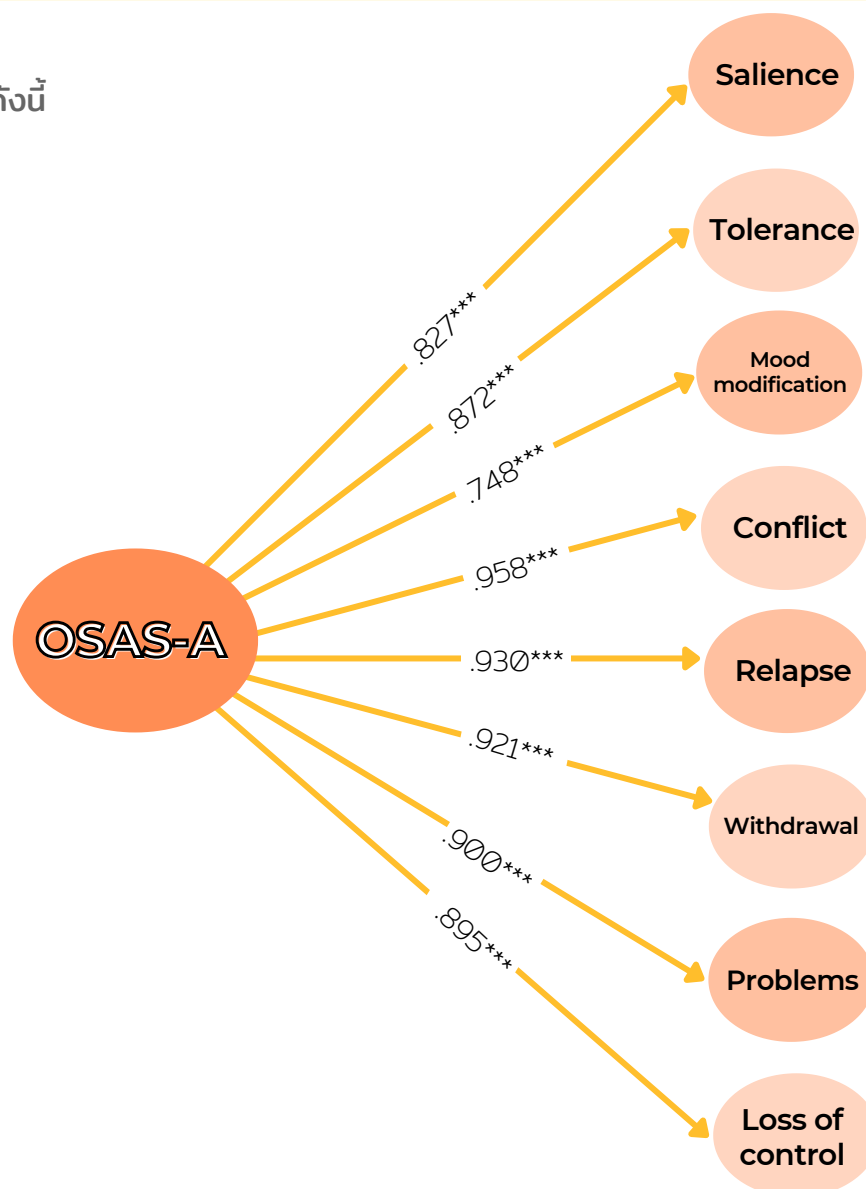 ดังนี้
Salience
Tolerance
Mood
modification
Conflict
Relapse
Withdrawal
Problems
Loss of
control
OSAS-A
.827***
.872***
.748***
.958***
.930***
.921***
.900***
.895***